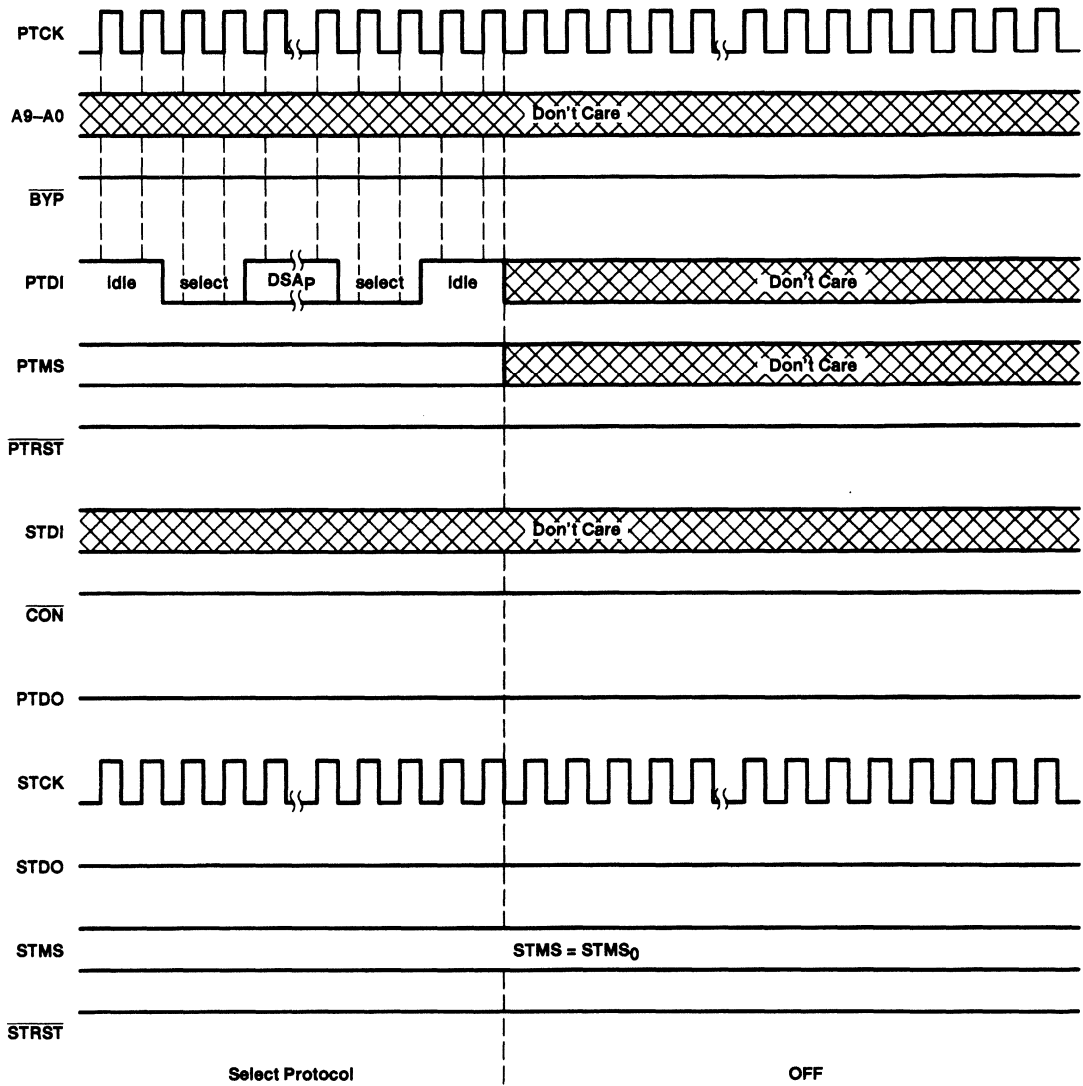 PTCK
A9–A0
Don't Care
BYP
PTDI
Idle
select
DSAP
select
Idle
Don't Care
PTMS
Don't Care
PTRST
STDI
Don't Care
CON
PTDO
STCK
STDO
STMS
STMS = STMS0
STRST
Select Protocol
OFF